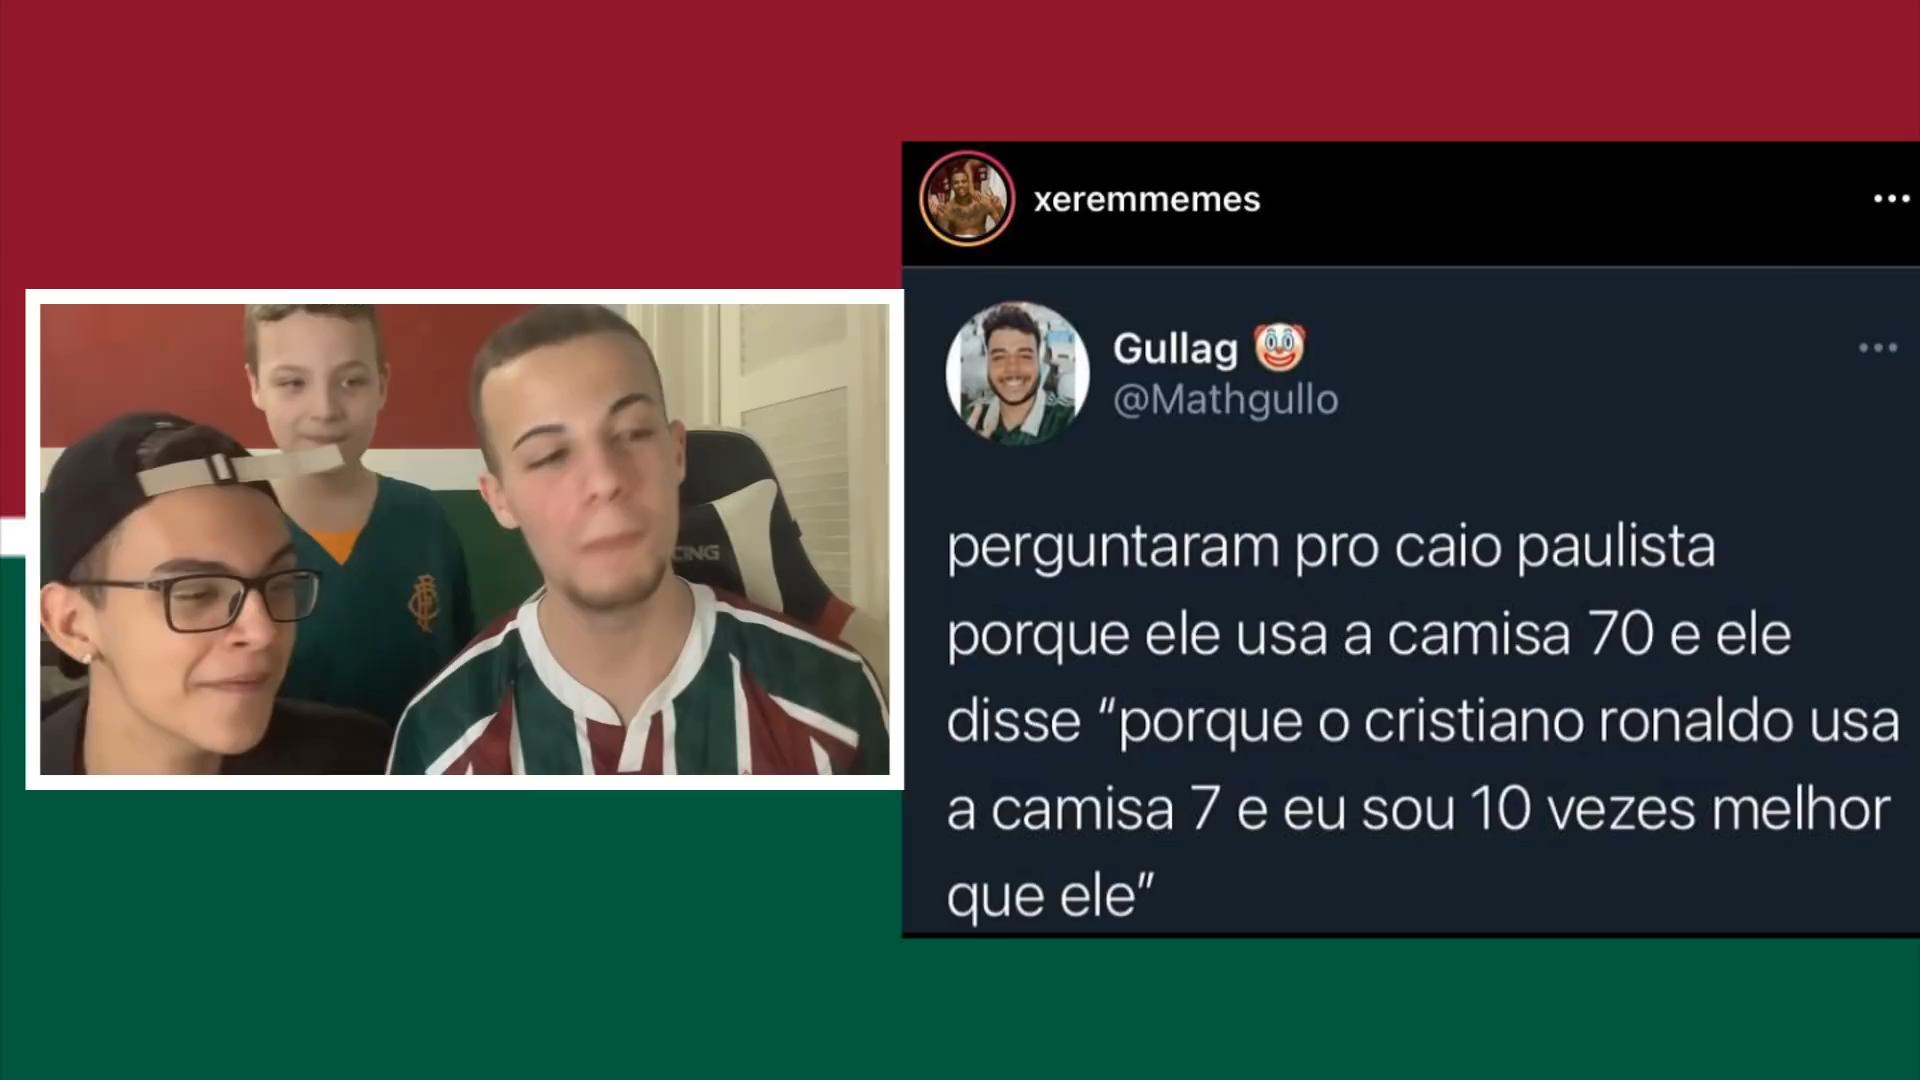 xeremmemes
Gullag 🤡
@Mathgullo
perguntaram pro caio paulista
porque ele usa a camisa 70 e ele
disse “porque o cristiano ronaldo usa
a camisa 7 e eu sou 10 vezes melhor
que ele”
CING